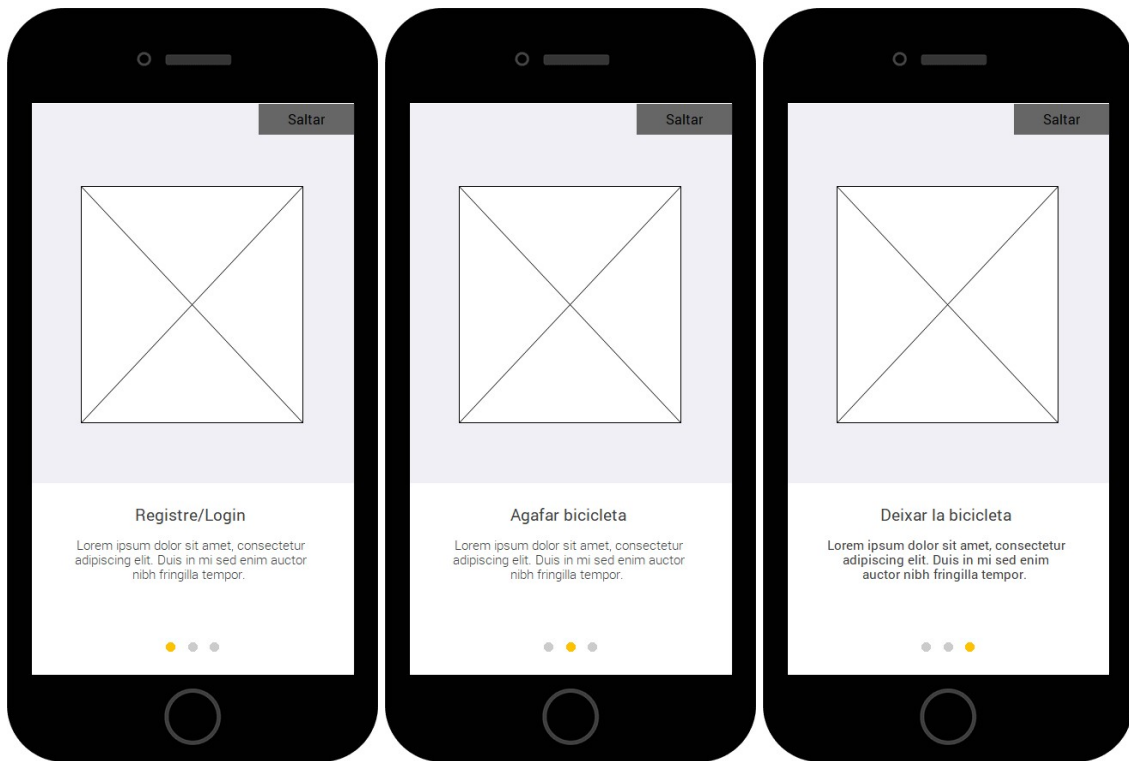 Saltar
Registre/Login
Lorem ipsum dolor sit amet, consectetur
adipiscing elit. Duis in mi sed enim auctor
nibh fringilla tempor.
Saltar
Agafar bicicleta
Lorem ipsum dolor sit amet, consectetur
adipiscing elit. Duis in mi sed enim auctor
nibh fringilla tempor.
Saltar
Deixar la bicicleta
Lorem ipsum dolor sit amet, consectetur
adipiscing elit. Duis in mi sed enim
auctor nibh fringilla tempor.